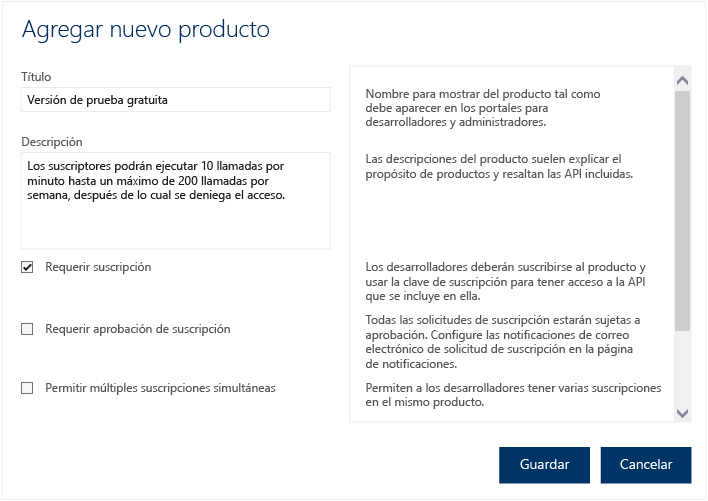 Agregar nuevo producto
Título
Versión de prueba gratuita
Nombre para mostrar del producto tal como
debe aparecer en los portales para
desarrolladores y administradores.
Descripción
Los suscriptores podrán ejecutar 10 llamadas por
minuto hasta un máximo de 200 llamadas por
semana, después de lo cual se deniega el acceso.
Las descripciones del producto suelen explicar el
propósito de productos y resaltan las API incluidas.
Requerir suscripción
Los desarrolladores deberán suscribirse al producto y
usar la clave de suscripción para tener acceso a la API
que se incluye en ella.
Requerir aprobación de suscripción
Todas las solicitudes de suscripción estarán sujetas a
aprobación. Configure las notificaciones de correo
electrónico de solicitud de suscripción en la página
de notificaciones.
Permitir múltiples suscripciones simultáneas
Permiten a los desarrolladores tener varias suscripciones
en el mismo producto.
Guardar
Cancelar